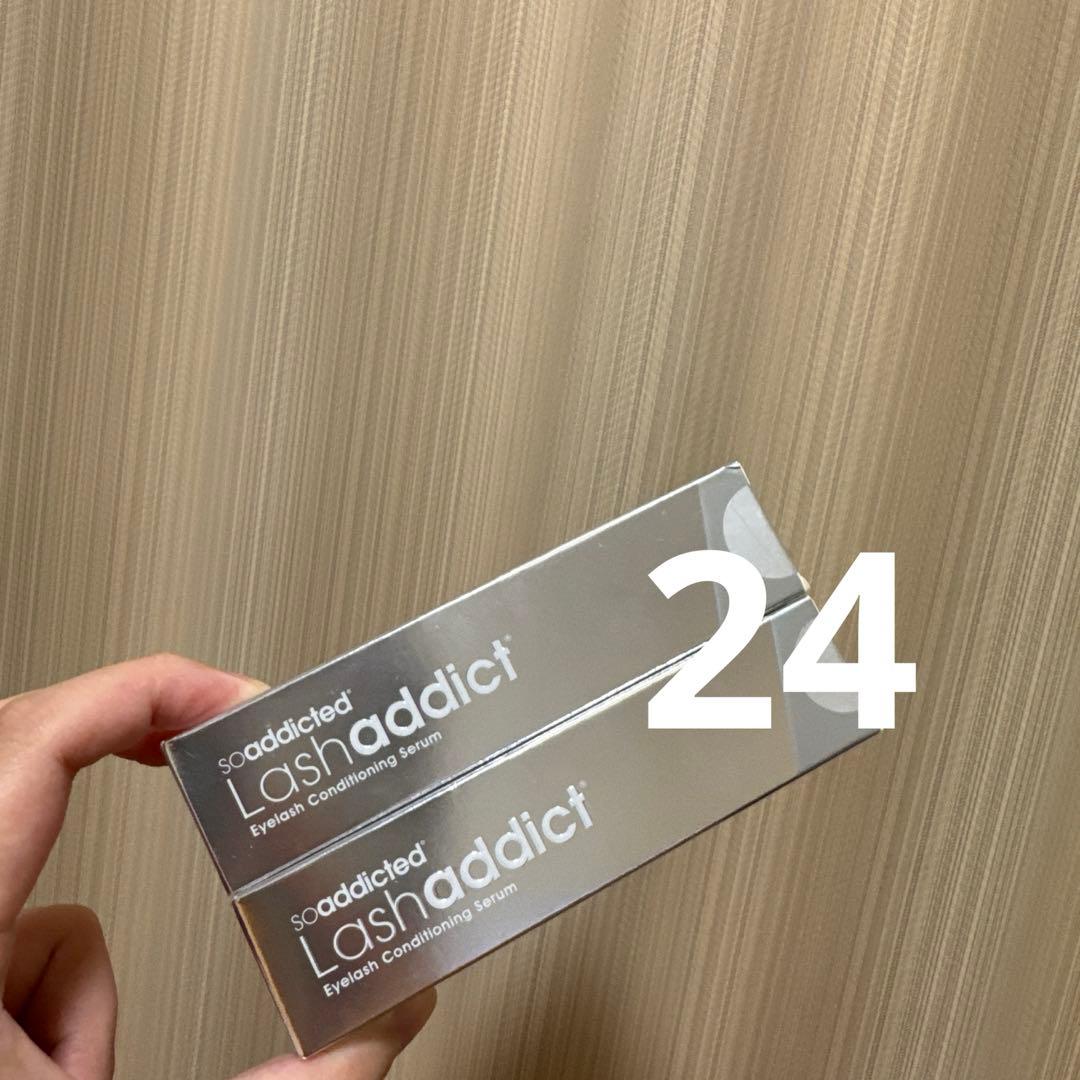 24
soaddicted®
Lashaddict®
Eyelash Conditioning Serum
soaddicted®
Lashaddict®
Eyelash Conditioning Serum